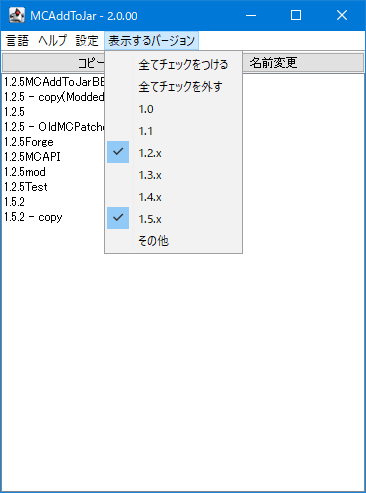 MCAddToJar - 2.0.00
言語 ヘルプ 設定 表示するバージョン
コピー 名前変更
全てチェックをつける
全てチェックを外す
1.0
1.1
1.2.x
1.3.x
1.4.x
1.5.x
その他
1.2.5MCAddToJarBE
1.2.5 - copy(Modded
1.2.5
1.2.5 - OldMCPatche
1.2.5Forge
1.2.5MCAPI
1.2.5mod
1.2.5Test
1.5.2
1.5.2 - copy